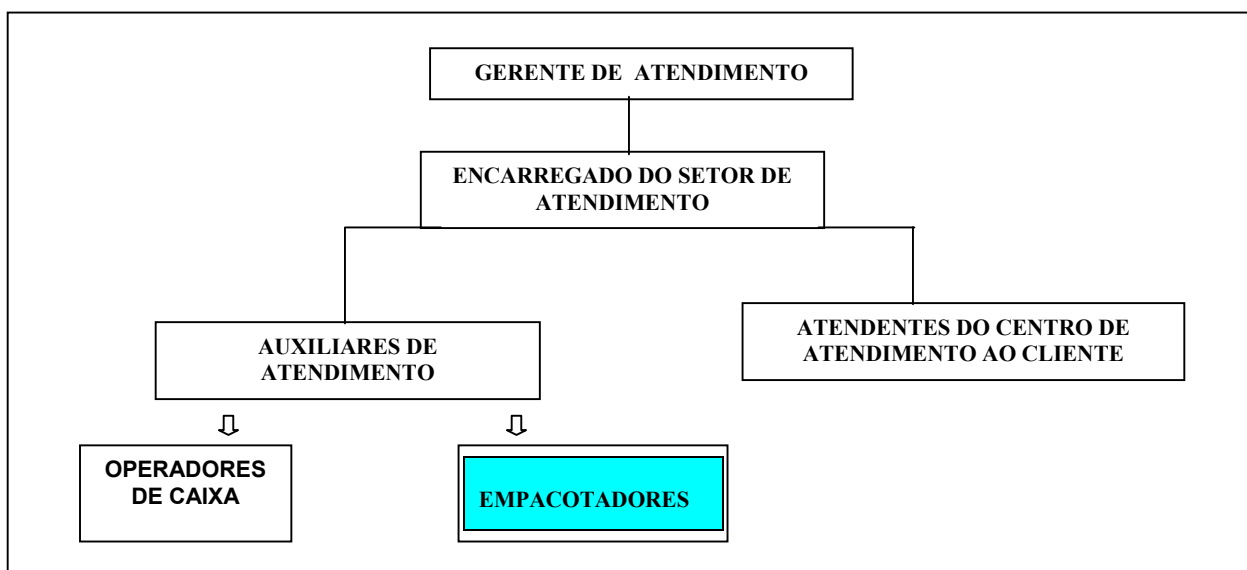 GERENTE DE ATENDIMENTO
ENCARREGADO DO SETOR DE
ATENDIMENTO
AUXILIARES DE
ATENDIMENTO
ATENDENTES DO CENTRO DE
ATENDIMENTO AO CLIENTE
OPERADORES
DE CAIXA
EMPACOTADORES